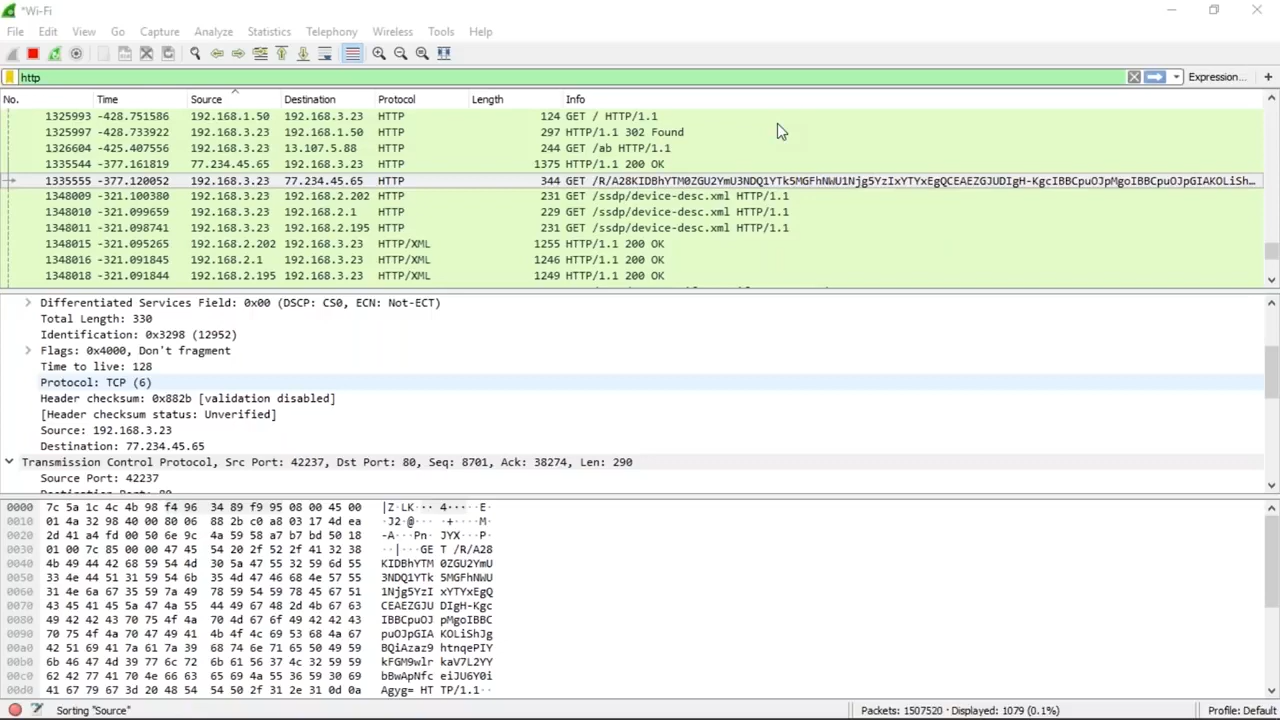 *Wi-Fi
File Edit View Go Capture Analyze Statistics Telephony Wireless Tools Help
http Expression... +
No. Time Source Destination Protocol Length Info
1325993 -428.751586 192.168.1.50 192.168.3.23 HTTP 124 GET / HTTP/1.1
1325997 -428.733922 192.168.3.23 192.168.1.50 HTTP 297 HTTP/1.1 302 Found
1326604 -425.407556 192.168.3.23 13.107.5.88 HTTP 244 GET /ab HTTP/1.1
1335544 -377.161819 77.234.45.65 192.168.3.23 HTTP 1375 HTTP/1.1 200 OK
1335555 -377.120052 192.168.3.23 77.234.45.65 HTTP 344 GET /R/A28KIDBhYTM0ZGU2YmU3NDQ1YTk5MGFhNWU1Njg5YzIxYTYxEgQCEAEZGJUDIgH-KgcIBBCpuOJpMgoIBBCpuOJpGIAKOLiSh…
1348009 -321.100380 192.168.3.23 192.168.2.202 HTTP 231 GET /ssdp/device-desc.xml HTTP/1.1
1348010 -321.099659 192.168.3.23 192.168.2.1 HTTP 229 GET /ssdp/device-desc.xml HTTP/1.1
1348011 -321.098741 192.168.3.23 192.168.2.195 HTTP 231 GET /ssdp/device-desc.xml HTTP/1.1
1348015 -321.095265 192.168.2.202 192.168.3.23 HTTP/XML 1255 HTTP/1.1 200 OK
1348016 -321.091845 192.168.2.1 192.168.3.23 HTTP/XML 1246 HTTP/1.1 200 OK
1348018 -321.091844 192.168.2.195 192.168.3.23 HTTP/XML 1249 HTTP/1.1 200 OK
Differentiated Services Field: 0x00 (DSCP: CS0, ECN: Not-ECT)
Total Length: 330
Identification: 0x3298 (12952)
Flags: 0x4000, Don't fragment
Time to live: 128
Protocol: TCP (6)
Header checksum: 0x882b [validation disabled]
[Header checksum status: Unverified]
Source: 192.168.3.23
Destination: 77.234.45.65
Transmission Control Protocol, Src Port: 42237, Dst Port: 80, Seq: 8701, Ack: 38274, Len: 290
Source Port: 42237
0000 7c 5a 1c 4c 4b 98 f4 96 34 89 f9 95 08 00 45 00 |Z·LK··· 4·····E·
0010 01 4a 32 98 40 00 80 06 88 2b c0 a8 03 17 4d ea ·J2·@··· ·+····M·
0020 2d 41 a4 fd 00 50 6e 9c 4a 59 58 a7 b7 bd 50 18 -A···Pn· JYX···P·
0030 01 00 7c 85 00 00 47 45 54 20 2f 52 2f 41 32 38 ··|···GE T /R/A28
0040 4b 49 44 42 68 59 54 4d 30 5a 47 55 32 59 6d 55 KIDBhYTM 0ZGU2YmU
0050 33 4e 44 51 31 59 54 6b 35 4d 47 46 68 4e 57 55 3NDQ1YTk 5MGFhNWU
0060 31 4e 6a 67 35 59 7a 49 78 59 54 59 78 45 67 51 1Njg5YzI xYTYxEgQ
0070 43 45 41 45 5a 47 4a 55 44 49 67 48 2d 4b 67 63 CEAEZGJU DIgH-Kgc
0080 49 42 42 43 70 75 4f 4a 70 4d 67 6f 49 42 42 43 IBBCpuOJ pMgoIBBC
0090 70 75 4f 4a 70 47 49 41 4b 4f 4c 69 53 68 4a 67 puOJpGIA KOLiShJg
00a0 42 51 69 41 7a 61 7a 39 68 74 6e 71 65 50 49 59 BQiAzaz9 htnqePIY
00b0 6b 46 47 4d 39 77 6c 72 6b 61 56 37 4c 32 59 59 kFGM9wlr kaV7L2YY
00c0 62 42 77 41 70 4e 66 63 65 69 4a 55 36 59 30 69 bBwApNfc eiJU6Y0i
00d0 41 67 79 67 3d 20 48 54 54 50 2f 31 2e 31 0d 0a Agyg= HT TP/1.1··
Sorting "Source" Packets: 1507520 · Displayed: 1079 (0.1%) Profile: Default